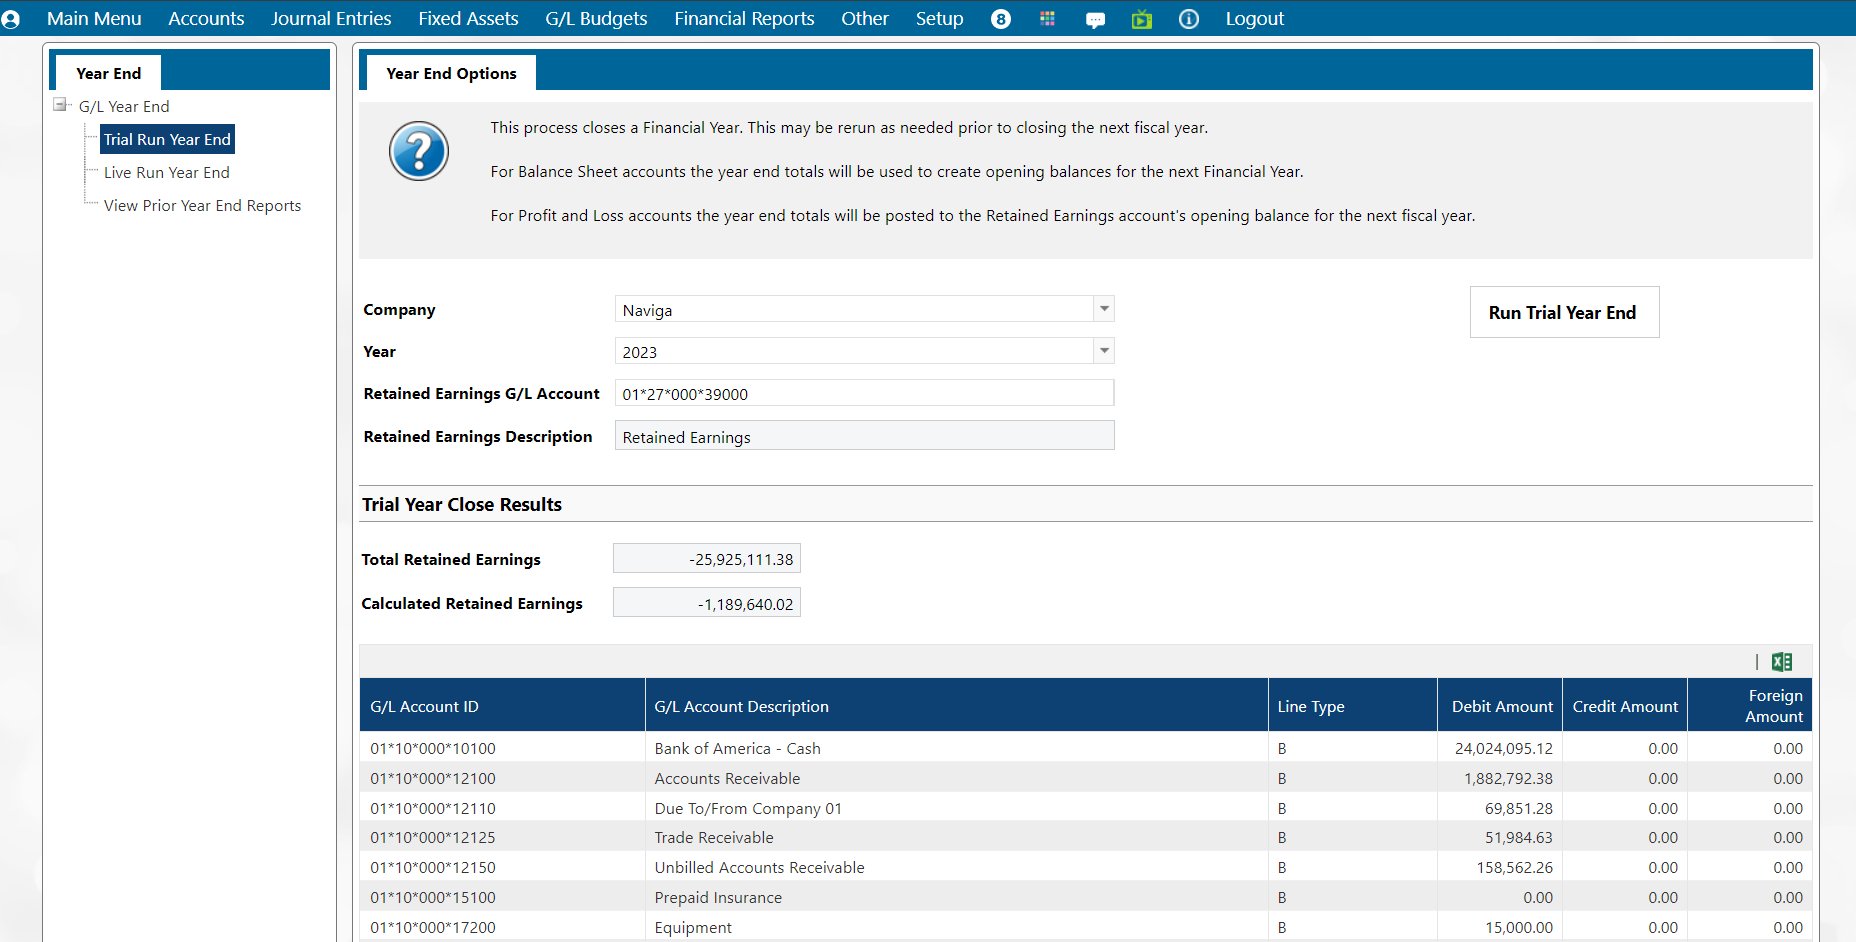 Main Menu Accounts Journal Entries Fixed Assets G/L Budgets Financial Reports Other Setup 8 Logout
Year End
G/L Year End
Trial Run Year End
Live Run Year End
View Prior Year End Reports
Year End Options
This process closes a Financial Year. This may be rerun as needed prior to closing the next fiscal year.
For Balance Sheet accounts the year end totals will be used to create opening balances for the next Financial Year.
For Profit and Loss accounts the year end totals will be posted to the Retained Earnings account's opening balance for the next fiscal year.
Company Naviga
Run Trial Year End
Year 2023
Retained Earnings G/L Account 01*27*000*39000
Retained Earnings Description Retained Earnings
Trial Year Close Results
Total Retained Earnings -25,925,111.38
Calculated Retained Earnings -1,189,640.02
G/L Account ID G/L Account Description Line Type Debit Amount Credit Amount Foreign Amount
01*10*000*10100 Bank of America - Cash B 24,024,095.12 0.00 0.00
01*10*000*12100 Accounts Receivable B 1,882,792.38 0.00 0.00
01*10*000*12110 Due To/From Company 01 B 69,851.28 0.00 0.00
01*10*000*12125 Trade Receivable B 51,984.63 0.00 0.00
01*10*000*12150 Unbilled Accounts Receivable B 158,562.26 0.00 0.00
01*10*000*15100 Prepaid Insurance B 0.00 0.00 0.00
01*10*000*17200 Equipment B 15,000.00 0.00 0.00